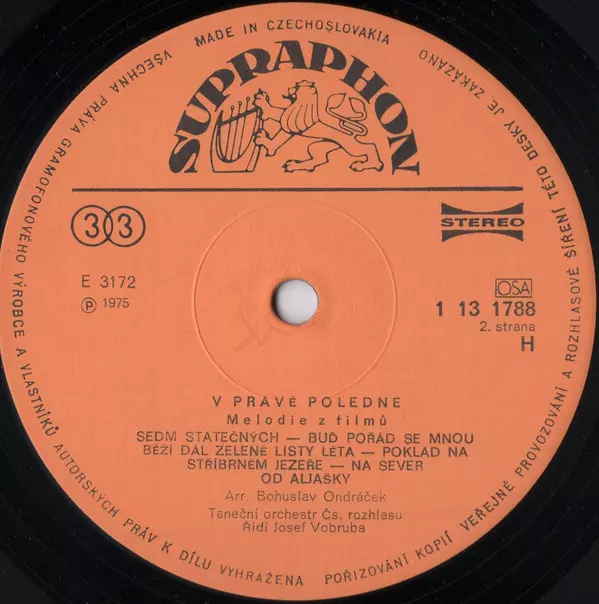 MADE IN CZECHOSLOVAKIA
VŠECHNA PRÁVA GRAMOFONOVÉHO VÝROBCE A VLASTNÍKŮ AUTORSKÝCH PRÁV K DÍLU VYHRAŽENA POŘIZOVÁNÍ KOPIÍ VEŘEJNÉ PROVOZOVÁNÍ A ROZHLASOVÉ ŠÍŘENÍ TÉTO DESKY JE ZAKÁZÁNO
SUPRAPHON
33
STEREO
E 3172
OSA
℗ 1975
1 13 1788
2. strana
H
V PRAVÉ POLEDNE
Melodie z filmů
SEDM STATEČNÝCH — BUĎ POŘÁD SE MNOU
BĚŽÍ DÁL ZELENÉ LISTY LÉTA — POKLAD NA
STŘÍBRNÉM JEZEŘE — NA SEVER
OD ALJAŠKY
Arr. Bohuslav Ondráček
Taneční orchestr Čs. rozhlasu
Řídí Josef Vobruba